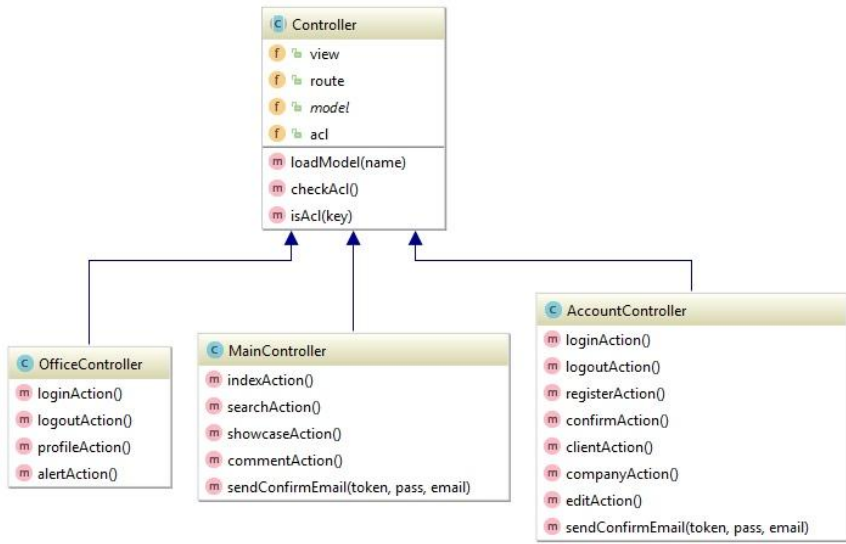 Controller
view
route
model
acl
loadModel(name)
checkAcl()
isAcl(key)
OfficeController
loginAction()
logoutAction()
profileAction()
alertAction()
MainController
indexAction()
searchAction()
showcaseAction()
commentAction()
sendConfirmEmail(token, pass, email)
AccountController
loginAction()
logoutAction()
registerAction()
confirmAction()
clientAction()
companyAction()
editAction()
sendConfirmEmail(token, pass, email)